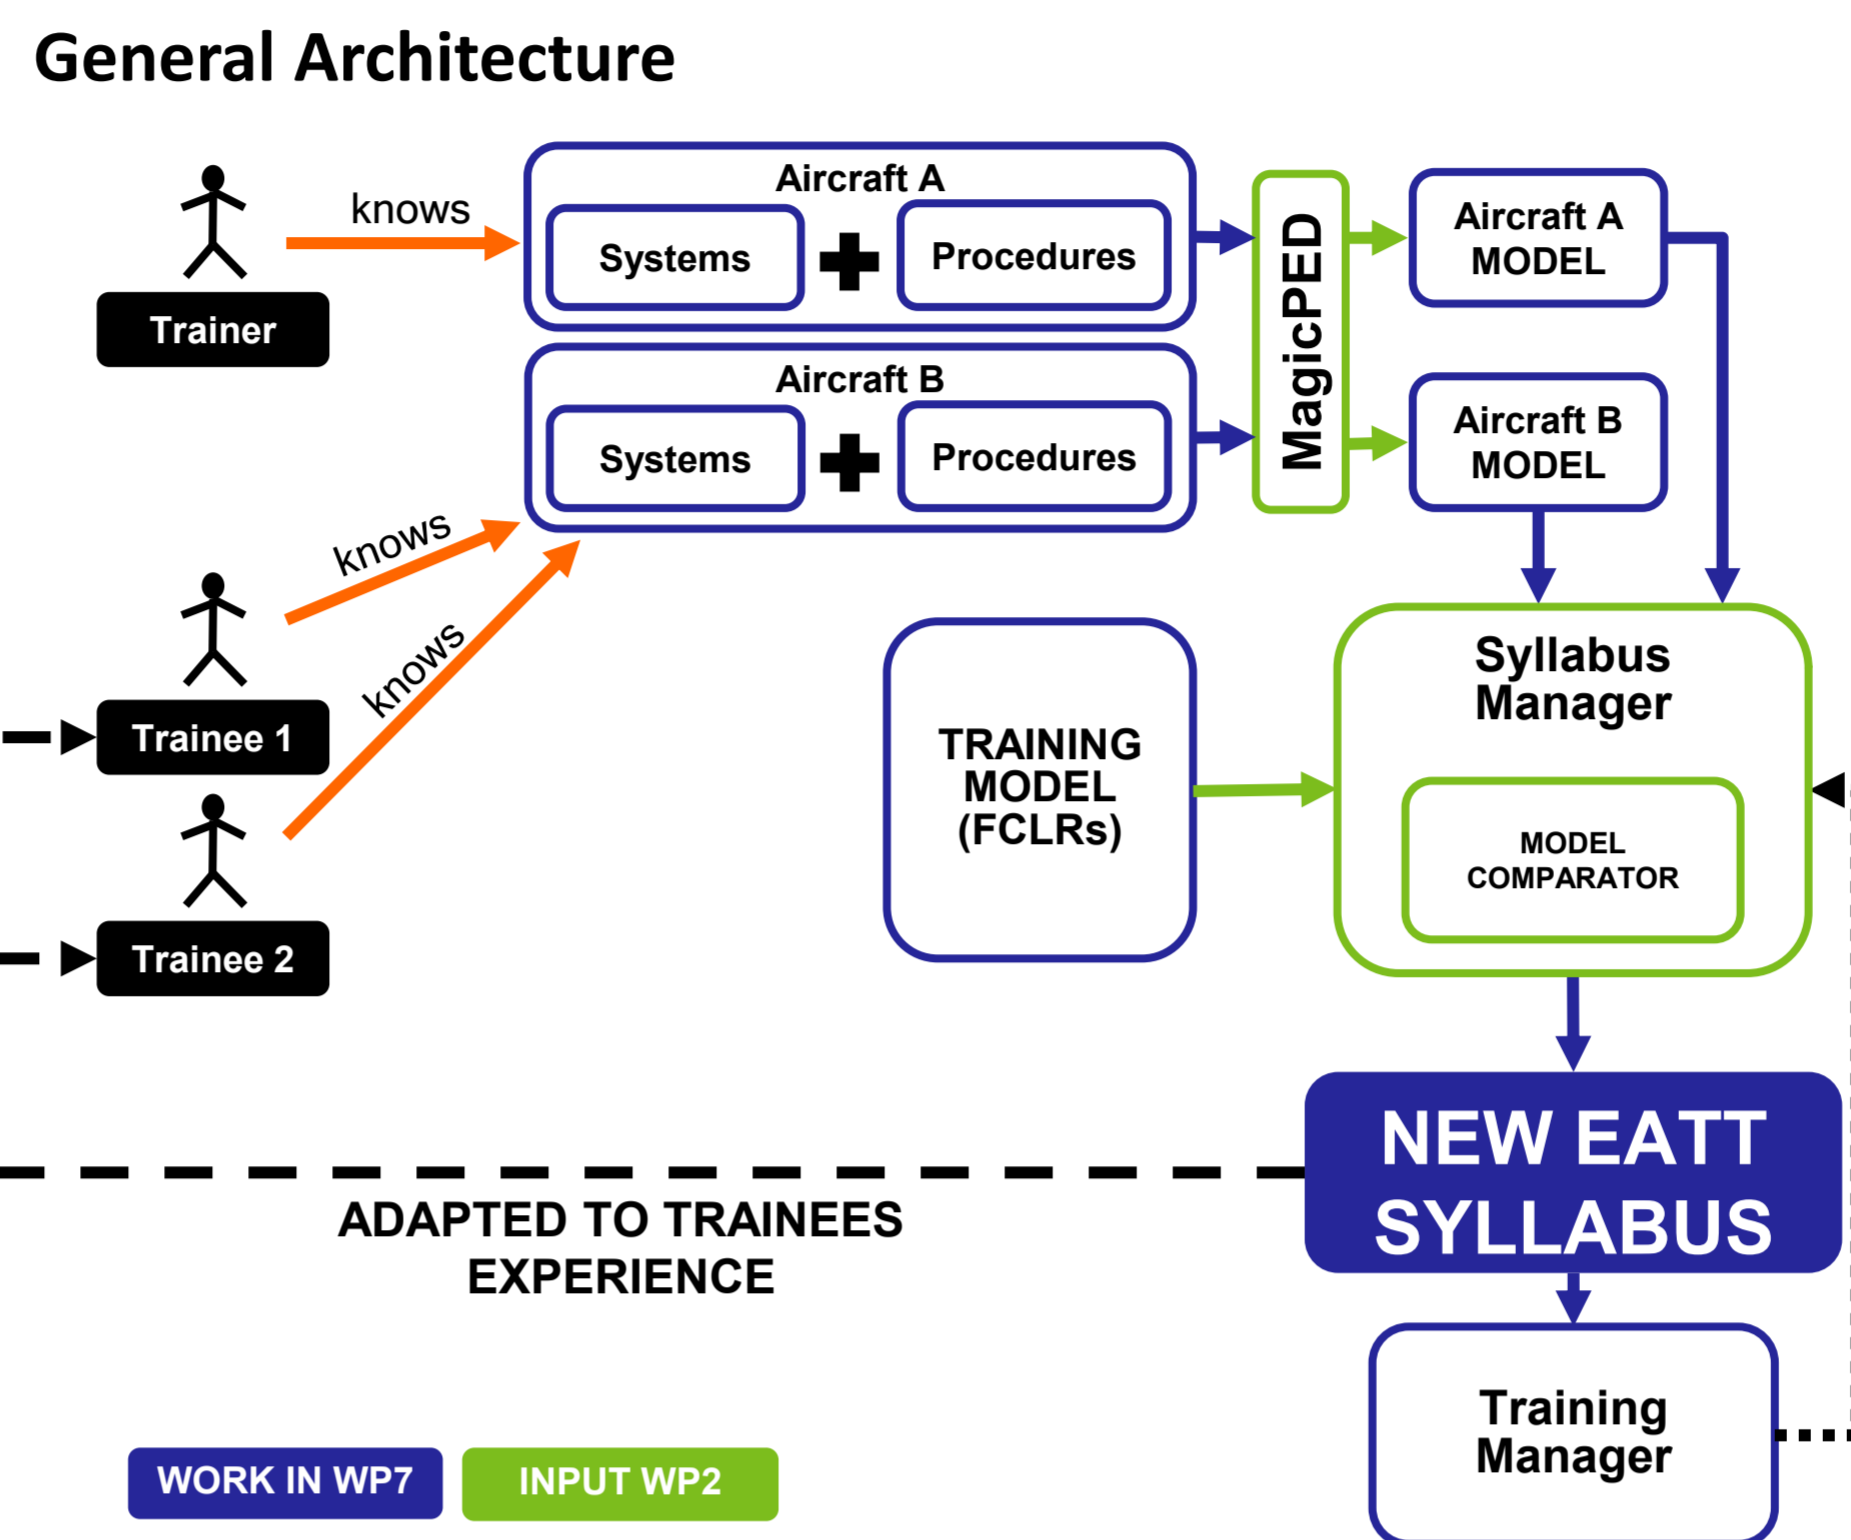 General Architecture
knows
Trainer
Aircraft A
Systems
Procedures
Aircraft B
Systems
Procedures
MagicPED
Aircraft A
MODEL
Aircraft B
MODEL
knows
knows
Trainee 1
Trainee 2
TRAINING
MODEL
(FCLRs)
Syllabus
Manager
MODEL
COMPARATOR
NEW EATT
SYLLABUS
ADAPTED TO TRAINEES
EXPERIENCE
Training
Manager
WORK IN WP7
INPUT WP2